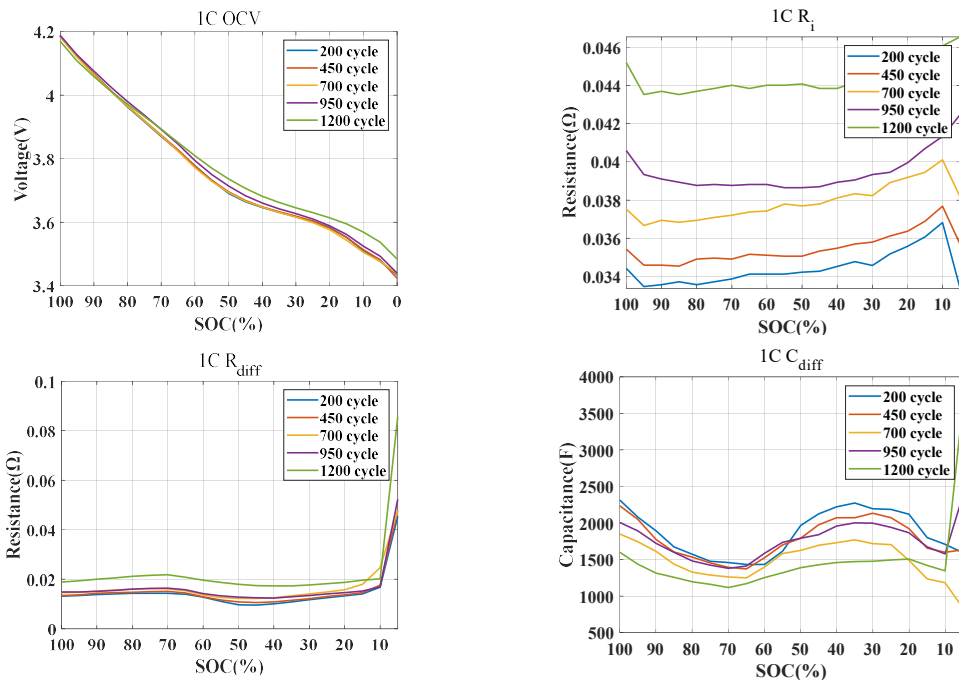 1C OCV
4.2
4
3.8
3.6
3.4
Voltage(V)
200 cycle
450 cycle
700 cycle
950 cycle
1200 cycle
100 90 80 70 60 50 40 30 20 10 0
SOC(%)
1C Ri
0.046
0.044
0.042
0.04
0.038
0.036
0.034
Resistance(Ω)
200 cycle
450 cycle
700 cycle
950 cycle
1200 cycle
100 90 80 70 60 50 40 30 20 10
SOC(%)
1C Rdiff
0.1
0.08
0.06
0.04
0.02
0
Resistance(Ω)
200 cycle
450 cycle
700 cycle
950 cycle
1200 cycle
100 90 80 70 60 50 40 30 20 10
SOC(%)
1C Cdiff
4000
3500
3000
2500
2000
1500
1000
500
Capacitance(F)
200 cycle
450 cycle
700 cycle
950 cycle
1200 cycle
100 90 80 70 60 50 40 30 20 10
SOC(%)